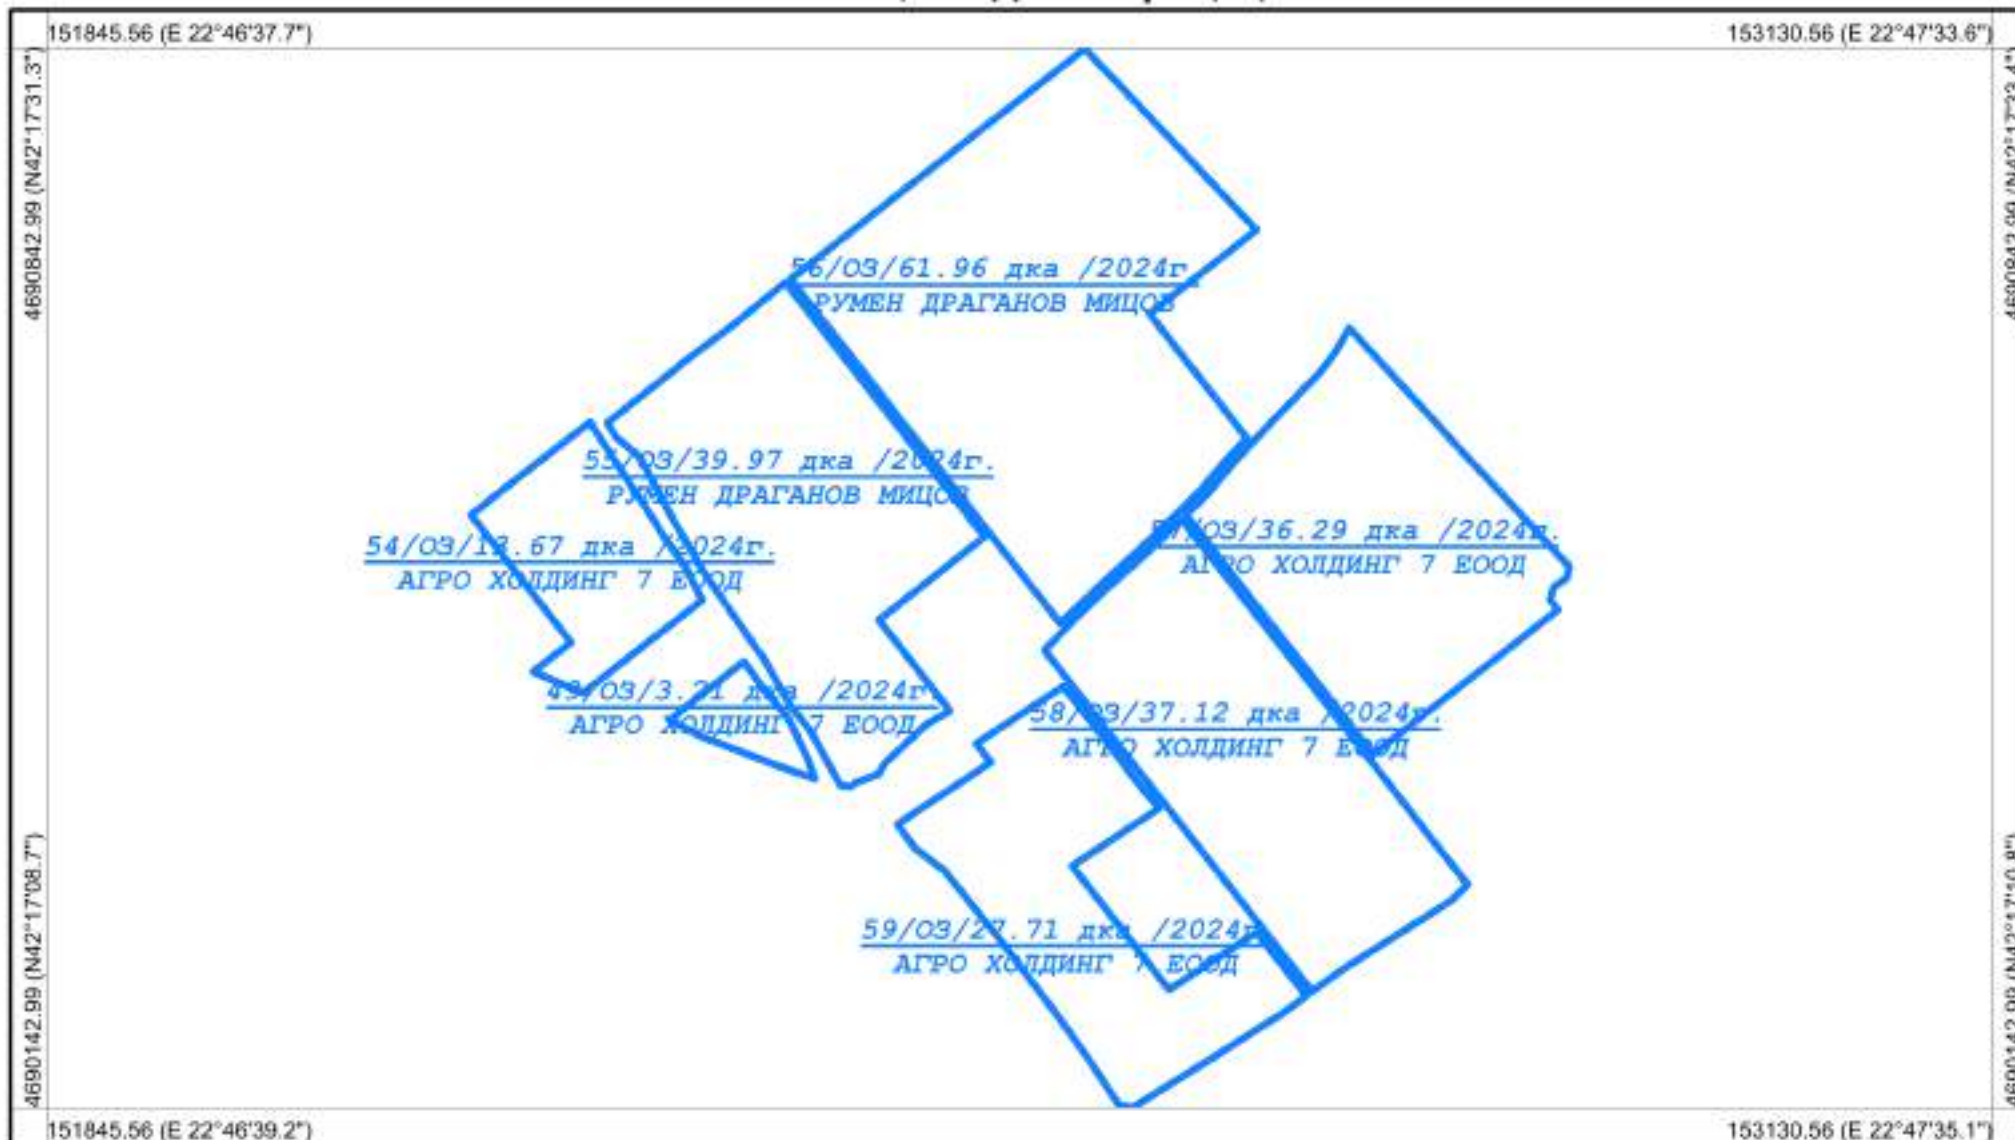 151845.56 (E 22°46'37.7")
153130.56 (E 22°47'33.6")
4690842.99 (N42°17'31.3")
56/ОЗ/61.96 дка /2024г.
РУМЕН ДРАГАНОВ МИЦОВ
55/ОЗ/39.97 дка /2024г.
РУМЕН ДРАГАНОВ МИЦОВ
54/ОЗ/13.67 дка /2024г.
АГРО ХОЛДИНГ 7 ЕООД
57/ОЗ/36.29 дка /2024г.
АГРО ХОЛДИНГ 7 ЕООД
49/ОЗ/3.21 дка /2024г.
АГРО ХОЛДИНГ 7 ЕООД
58/ОЗ/37.12 дка /2024г.
АГРО ХОЛДИНГ 7 ЕООД
59/ОЗ/27.71 дка /2024г.
АГРО ХОЛДИНГ 7 ЕООД
4690142.99 (N42°17'08.7")
151845.56 (E 22°46'39.2")
153130.56 (E 22°47'35.1")